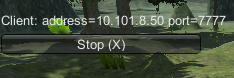 Client: address=10.101.8.50 port=7777
Stop (X)